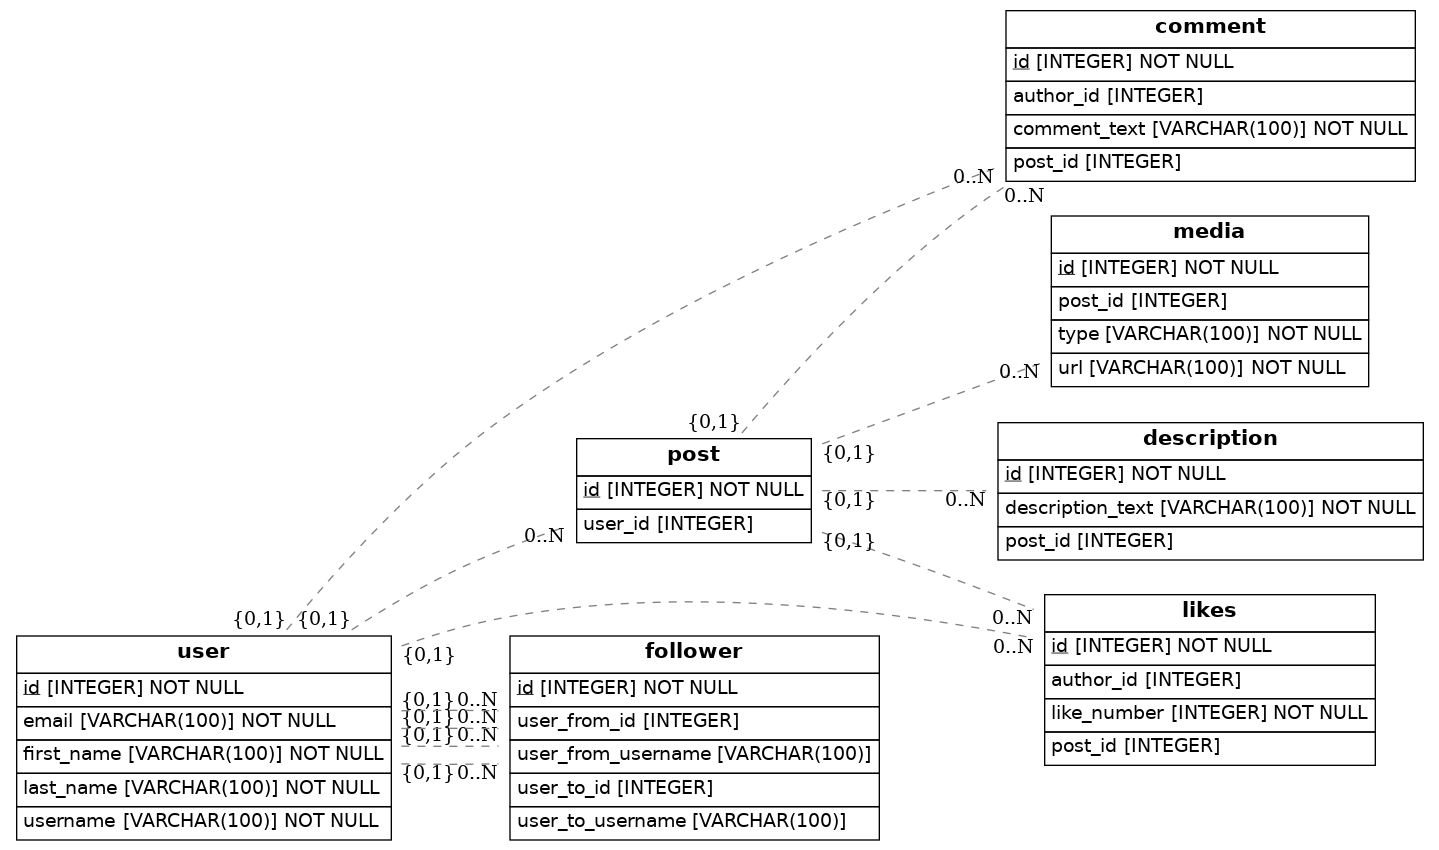 comment
id [INTEGER] NOT NULL
author_id [INTEGER]
comment_text [VARCHAR(100)] NOT NULL
post_id [INTEGER]
0..N
0..N
media
id [INTEGER] NOT NULL
post_id [INTEGER]
type [VARCHAR(100)] NOT NULL
url [VARCHAR(100)] NOT NULL
0..N
{0,1}
post
id [INTEGER] NOT NULL
user_id [INTEGER]
{0,1}
{0,1}
{0,1}
0..N
0..N
description
id [INTEGER] NOT NULL
description_text [VARCHAR(100)] NOT NULL
post_id [INTEGER]
likes
id [INTEGER] NOT NULL
author_id [INTEGER]
like_number [INTEGER] NOT NULL
post_id [INTEGER]
0..N
0..N
{0,1}
{0,1}
user
id [INTEGER] NOT NULL
email [VARCHAR(100)] NOT NULL
first_name [VARCHAR(100)] NOT NULL
last_name [VARCHAR(100)] NOT NULL
username [VARCHAR(100)] NOT NULL
{0,1}
{0,1} 0..N
{0,1} 0..N
{0,1} 0..N
{0,1} 0..N
follower
id [INTEGER] NOT NULL
user_from_id [INTEGER]
user_from_username [VARCHAR(100)]
user_to_id [INTEGER]
user_to_username [VARCHAR(100)]